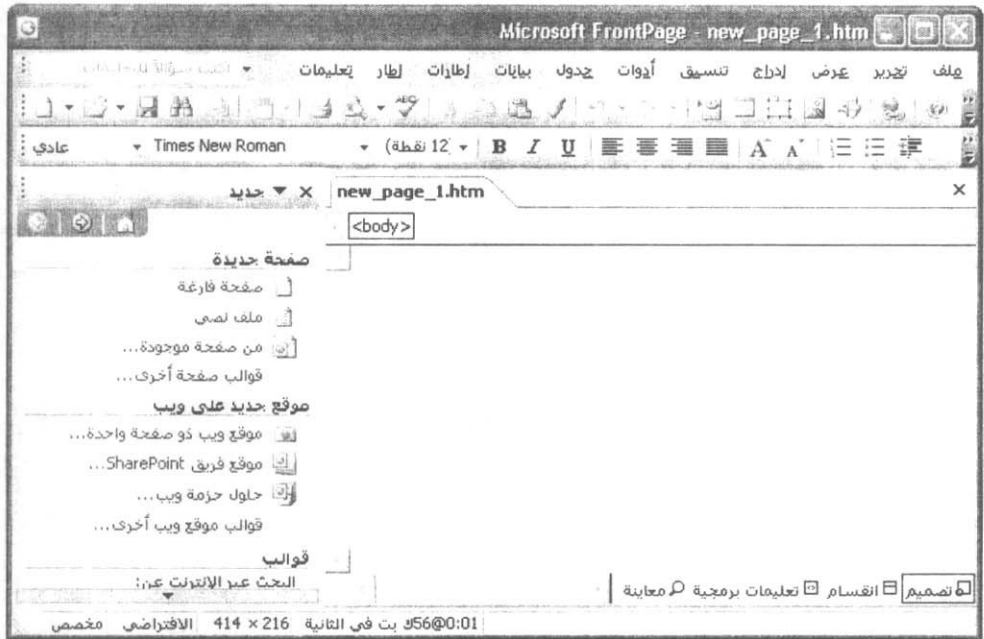 Microsoft FrontPage - new_page_1.htm
ملف تحرير عرض إدراج تنسيق أدوات جدول بيانات إطارات إطار تعليمات
عادي Times New Roman (12 نقطة) B I U A A
جديد
new_page_1.htm
<body>
صفحة جديدة
صفحة فارغة
ملف نصي
من صفحة موجودة...
قوالب صفحة أخرى...
موقع جديد على ويب
موقع ويب ذو صفحة واحدة...
موقع فريق SharePoint...
حلول حزمة ويب...
قوالب موقع ويب أخرى...
قوالب
البحث عبر الإنترنت عن:
تصميم انقسام تعليمات برمجية معاينة
0:01@56ك بت في الثانية 216 × 414 الافتراضي مخصص